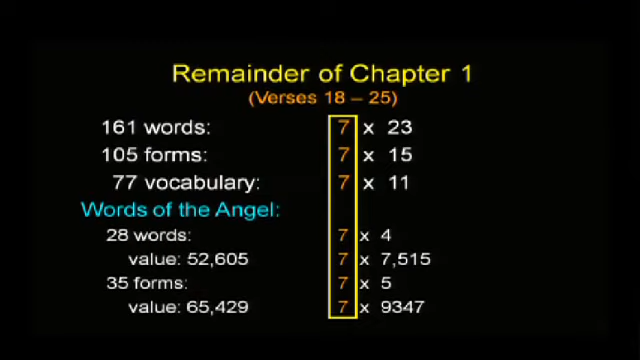 Remainder of Chapter 1
(Verses 18 – 25)
161 words: 7 x 23
105 forms: 7 x 15
77 vocabulary: 7 x 11
Words of the Angel:
28 words: 7 x 4
value: 52,605 7 x 7,515
35 forms: 7 x 5
value: 65,429 7 x 9347